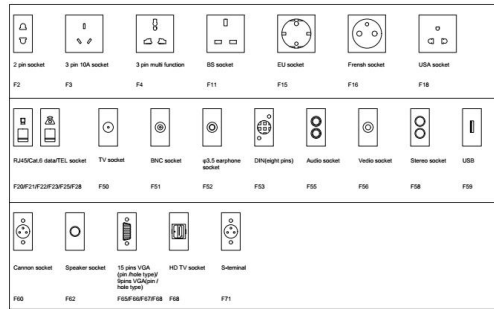 2 pin socket 3 pin 10A socket 3 pin multi function BS socket EU socket Frensh socket USA socket
F2 F3 F4 F11 F15 F16 F18
RJ45/Cat.6 data/TEL socket TV socket BNC socket φ3.5 earphone socket DIN(eight pins) Audio socket Vedio socket Stereo socket USB
F20/F21/F22/F23/F25/F28 F50 F51 F52 F53 F55 F56 F58 F59
Cannon socket Speaker socket 15 pins VGA (pin /hole type)/ 9pins VGA(pin / hole type) HD TV socket S-teminal
F60 F62 F65/F66/F67/F68 F68 F71